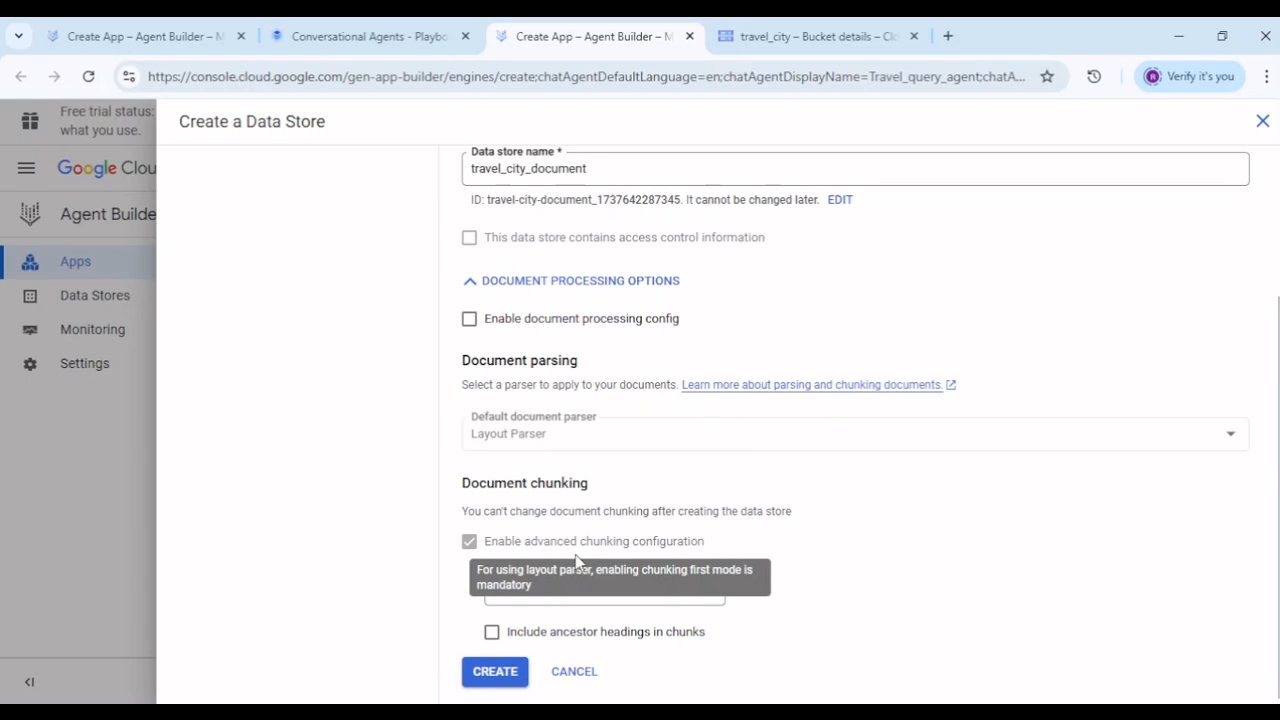 Create App – Agent Builder – M
Conversational Agents - Playbo
Create App – Agent Builder – M
travel_city – Bucket details – Clo
https://console.cloud.google.com/gen-app-builder/engines/create;chatAgentDefaultLanguage=en;chatAgentDisplayName=Travel_query_agent;chatA...
R
Verify it's you
Free trial status:
what you use.
Google Clou
Agent Builde
Apps
Data Stores
Monitoring
Settings
Create a Data Store
Data store name *
travel_city_document
ID: travel-city-document_1737642287345. It cannot be changed later. EDIT
This data store contains access control information
DOCUMENT PROCESSING OPTIONS
Enable document processing config
Document parsing
Select a parser to apply to your documents. Learn more about parsing and chunking documents.
Default document parser
Layout Parser
Document chunking
You can't change document chunking after creating the data store
Enable advanced chunking configuration
For using layout parser, enabling chunking first mode is
mandatory
Include ancestor headings in chunks
CREATE CANCEL